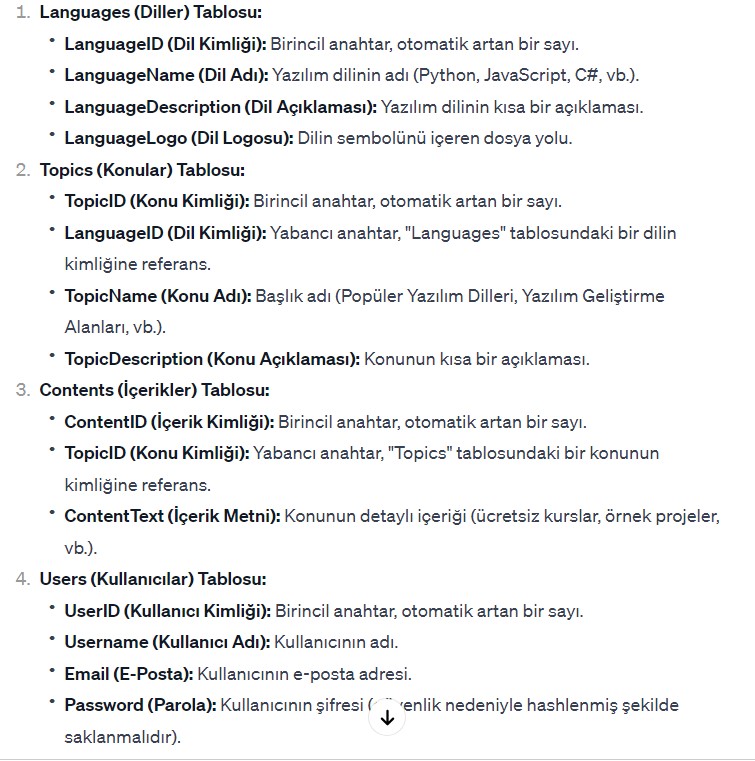 1. Languages (Diller) Tablosu:
• LanguageID (Dil Kimliği): Birincil anahtar, otomatik artan bir sayı.
• LanguageName (Dil Adı): Yazılım dilinin adı (Python, JavaScript, C#, vb.).
• LanguageDescription (Dil Açıklaması): Yazılım dilinin kısa bir açıklaması.
• LanguageLogo (Dil Logosu): Dilin sembolünü içeren dosya yolu.
2. Topics (Konular) Tablosu:
• TopicID (Konu Kimliği): Birincil anahtar, otomatik artan bir sayı.
• LanguageID (Dil Kimliği): Yabancı anahtar, "Languages" tablosundaki bir dilin
kimliğine referans.
• TopicName (Konu Adı): Başlık adı (Popüler Yazılım Dilleri, Yazılım Geliştirme
Alanları, vb.).
• TopicDescription (Konu Açıklaması): Konunun kısa bir açıklaması.
3. Contents (İçerikler) Tablosu:
• ContentID (İçerik Kimliği): Birincil anahtar, otomatik artan bir sayı.
• TopicID (Konu Kimliği): Yabancı anahtar, "Topics" tablosundaki bir konunun
kimliğine referans.
• ContentText (İçerik Metni): Konunun detaylı içeriği (ücretsiz kurslar, örnek projeler,
vb.).
4. Users (Kullanıcılar) Tablosu:
• UserID (Kullanıcı Kimliği): Birincil anahtar, otomatik artan bir sayı.
• Username (Kullanıcı Adı): Kullanıcının adı.
• Email (E-Posta): Kullanıcının e-posta adresi.
• Password (Parola): Kullanıcının şifresi (nedeniyle hashlenmiş şekilde
saklanmalıdır).